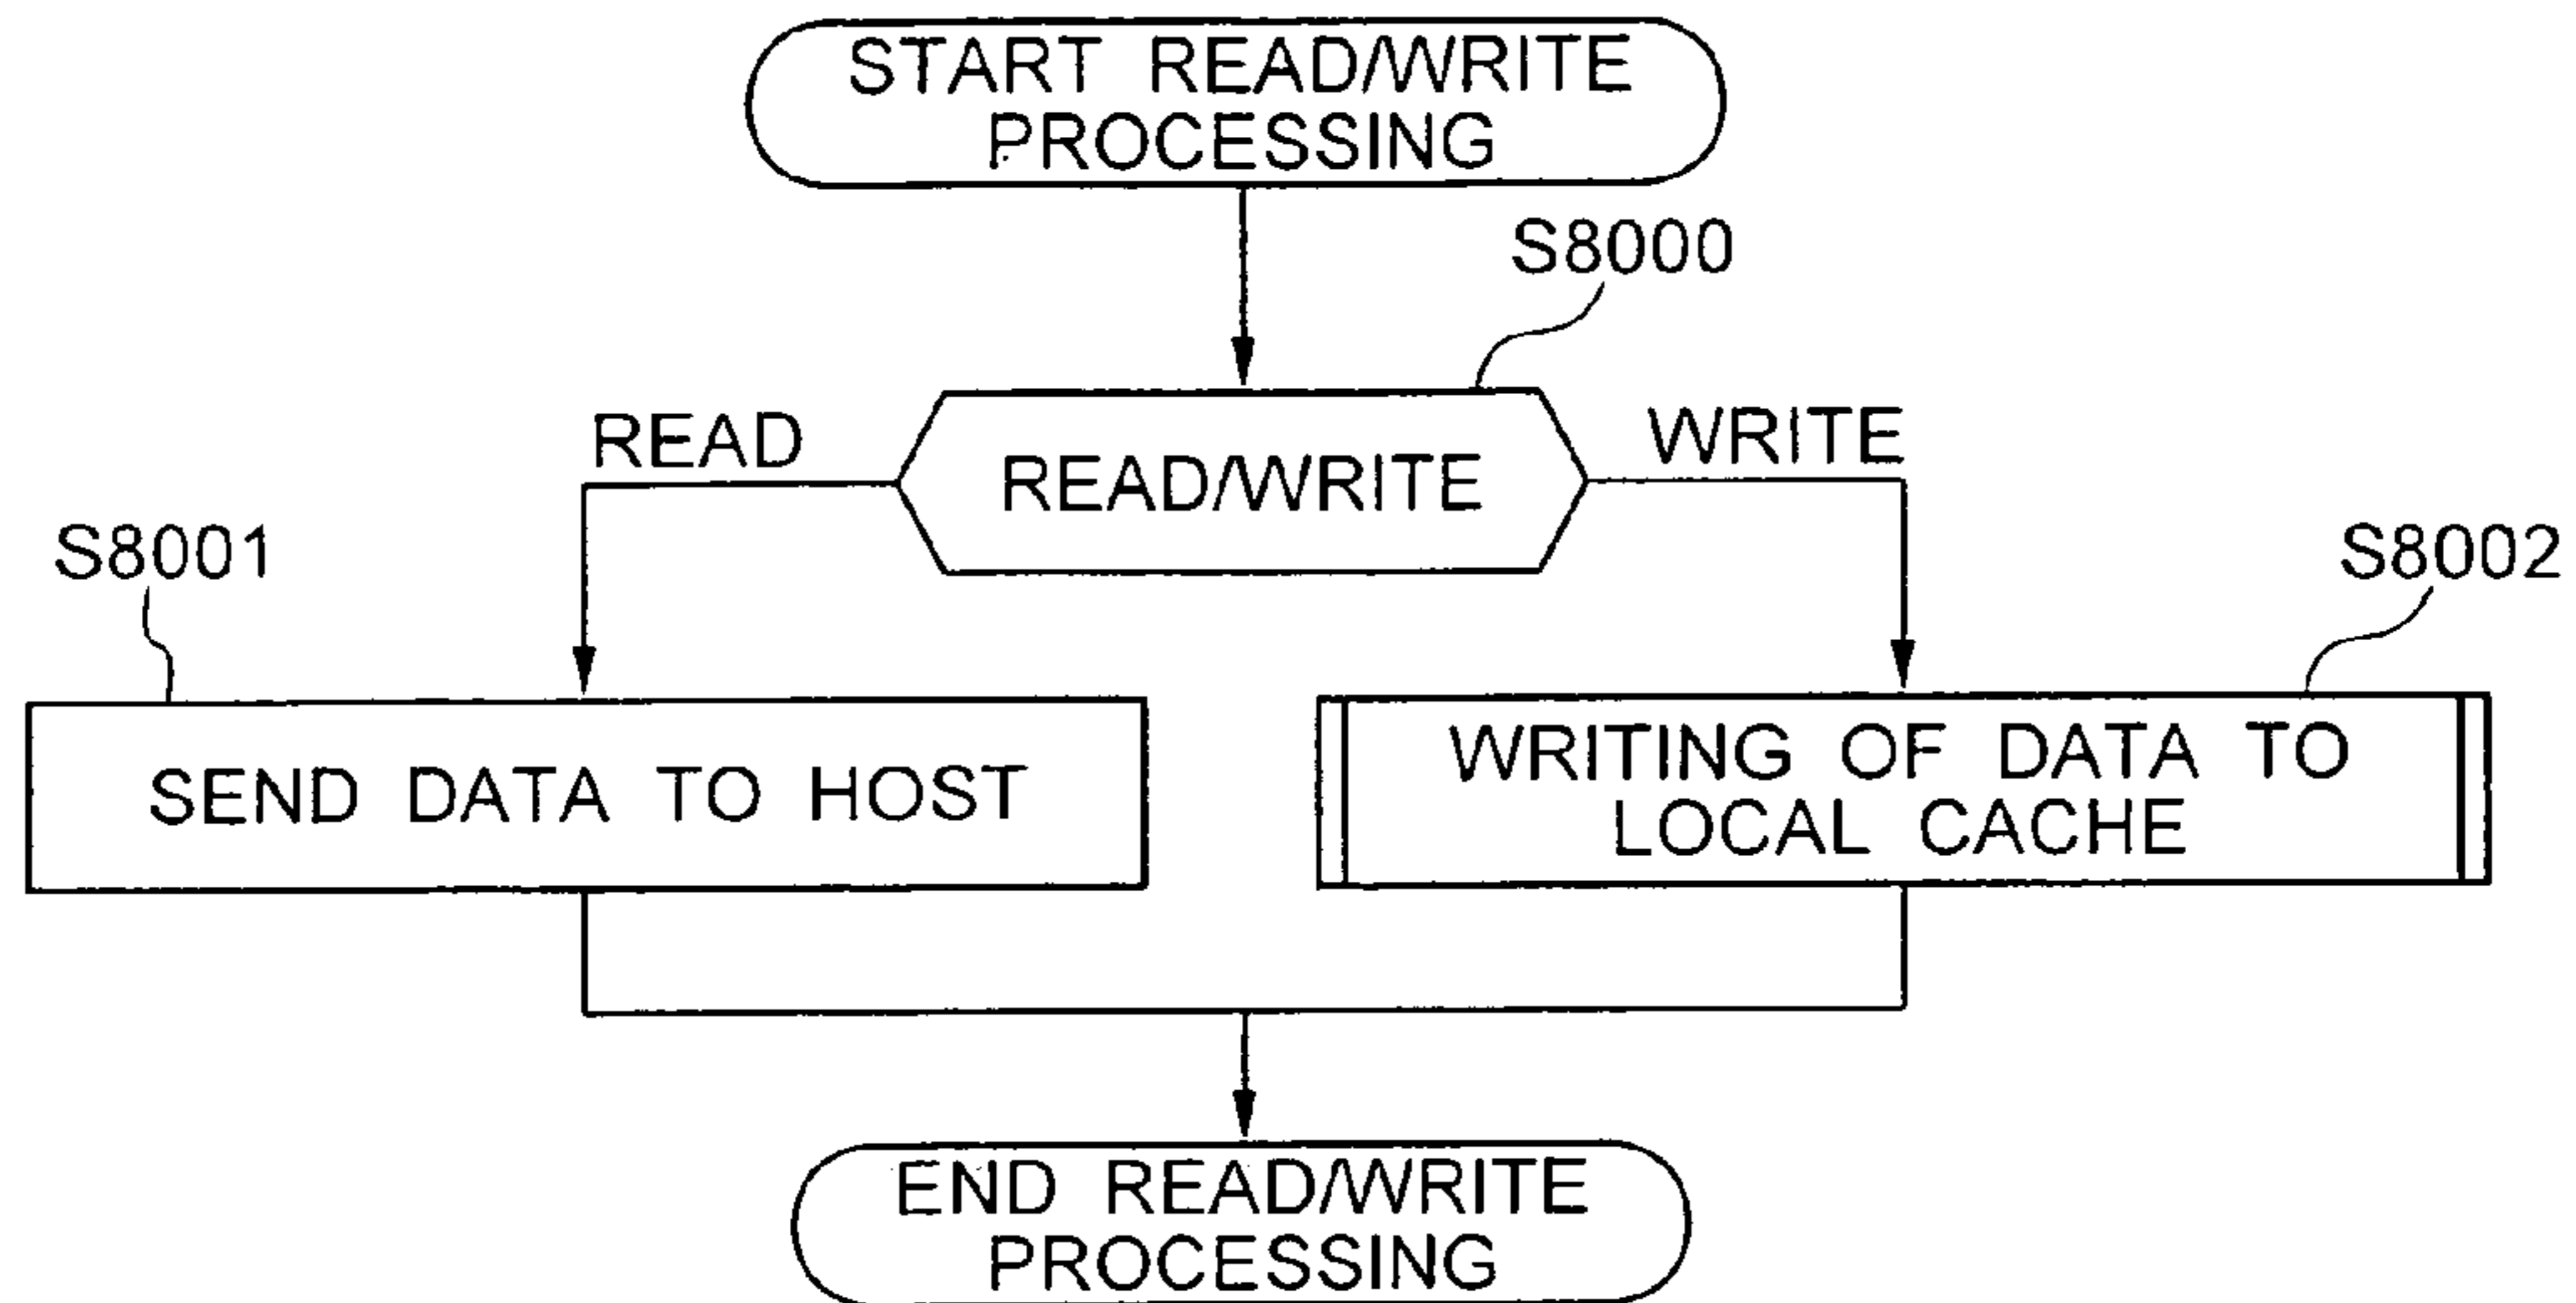 START READ/WRITE
PROCESSING
S8000
READ
READ/WRITE
WRITE
S8001
S8002
SEND DATA TO HOST
WRITING OF DATA TO
LOCAL CACHE
END READ/WRITE
PROCESSING